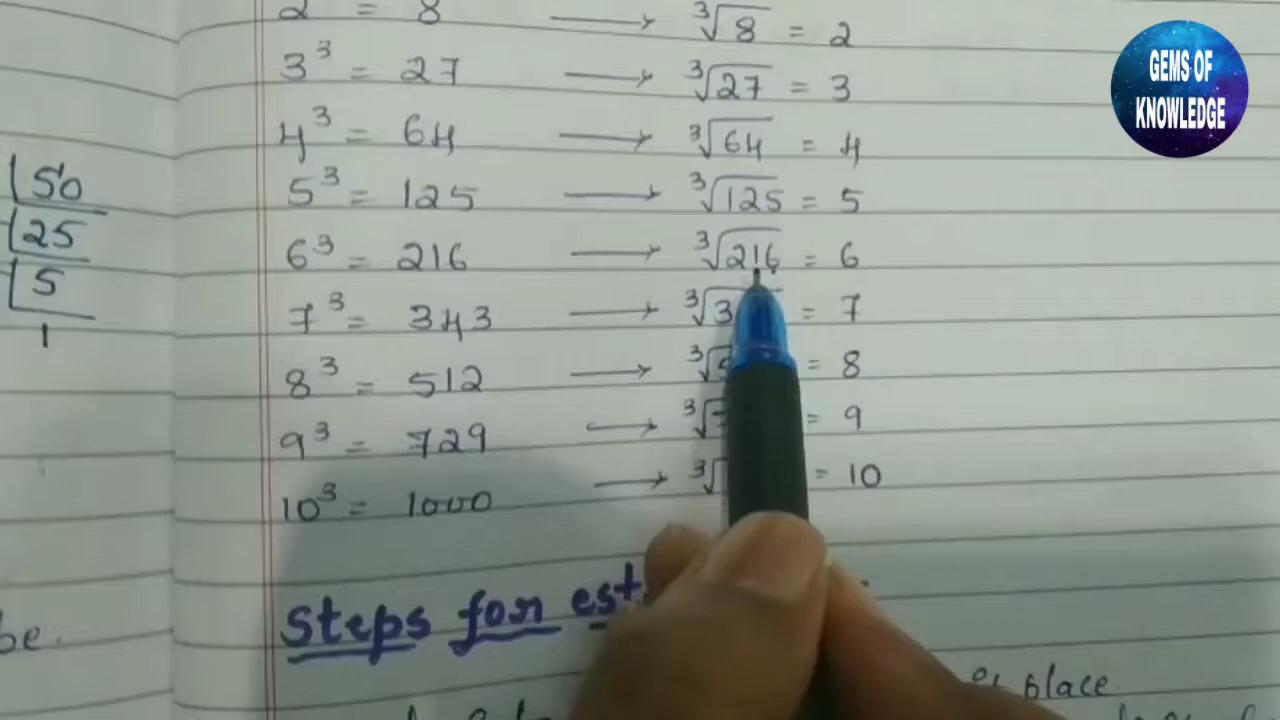 2 = 8 → ∛8 = 2
3³ = 27 → ∛27 = 3
4³ = 64 → ∛64 = 4
5³ = 125 → ∛125 = 5
6³ = 216 → ∛216 = 6
7³ = 343 → ∛3 = 7
8³ = 512 → ∛ = 8
9³ = 729 → ∛7 = 9
10³ = 1000 → ∛ = 10
Steps for est
place
50
25
5
1
be.
GEMS OF
KNOWLEDGE